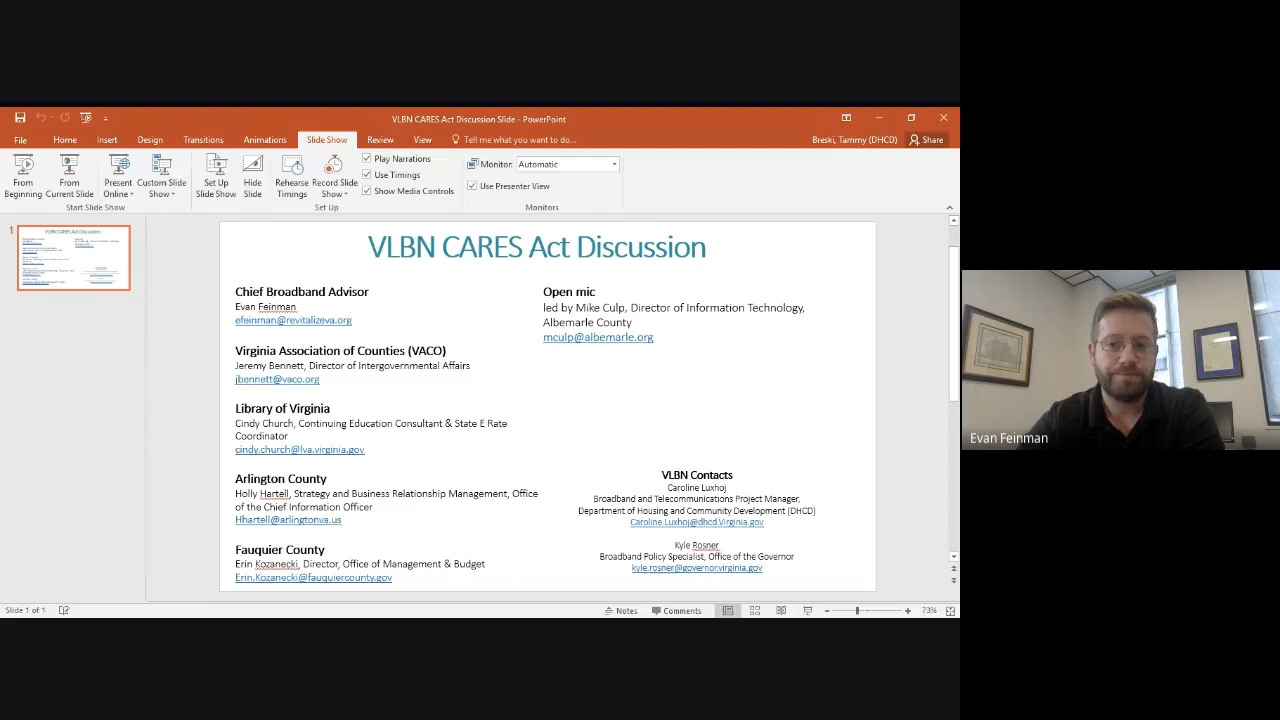 VLBN CARES Act Discussion Slide - PowerPoint
File Home Insert Design Transitions Animations Slide Show Review View Tell me what you want to do... Breski, Tammy (DHCD) Share
From Beginning
From Current Slide
Present Online
Custom Slide Show
Set Up Slide Show
Hide Slide
Rehearse Timings
Record Slide Show
Play Narrations
Use Timings
Show Media Controls
Monitor: Automatic
Use Presenter View
Start Slide Show Set Up Monitors
1
VLBN CARES Act Discussion
Chief Broadband Advisor
Evan Feinman
efeinman@revitalizeva.org
Virginia Association of Counties (VACO)
Jeremy Bennett, Director of Intergovernmental Affairs
jbennett@vaco.org
Library of Virginia
Cindy Church, Continuing Education Consultant & State E Rate
Coordinator
cindy.church@lva.virginia.gov
Arlington County
Holly Hartell, Strategy and Business Relationship Management, Office
of the Chief Information Officer
Hhartell@arlingtonva.us
Fauquier County
Erin Kozanecki, Director, Office of Management & Budget
Erin.Kozanecki@fauquiercounty.gov
Open mic
led by Mike Culp, Director of Information Technology,
Albemarle County
mculp@albemarle.org
VLBN Contacts
Caroline Luxhoj
Broadband and Telecommunications Project Manager,
Department of Housing and Community Development (DHCD)
Caroline.Luxhoj@dhcd.Virginia.gov
Kyle Rosner
Broadband Policy Specialist, Office of the Governor
kyle.rosner@governor.virginia.gov
Evan Feinman
Slide 1 of 1 Notes Comments 73%